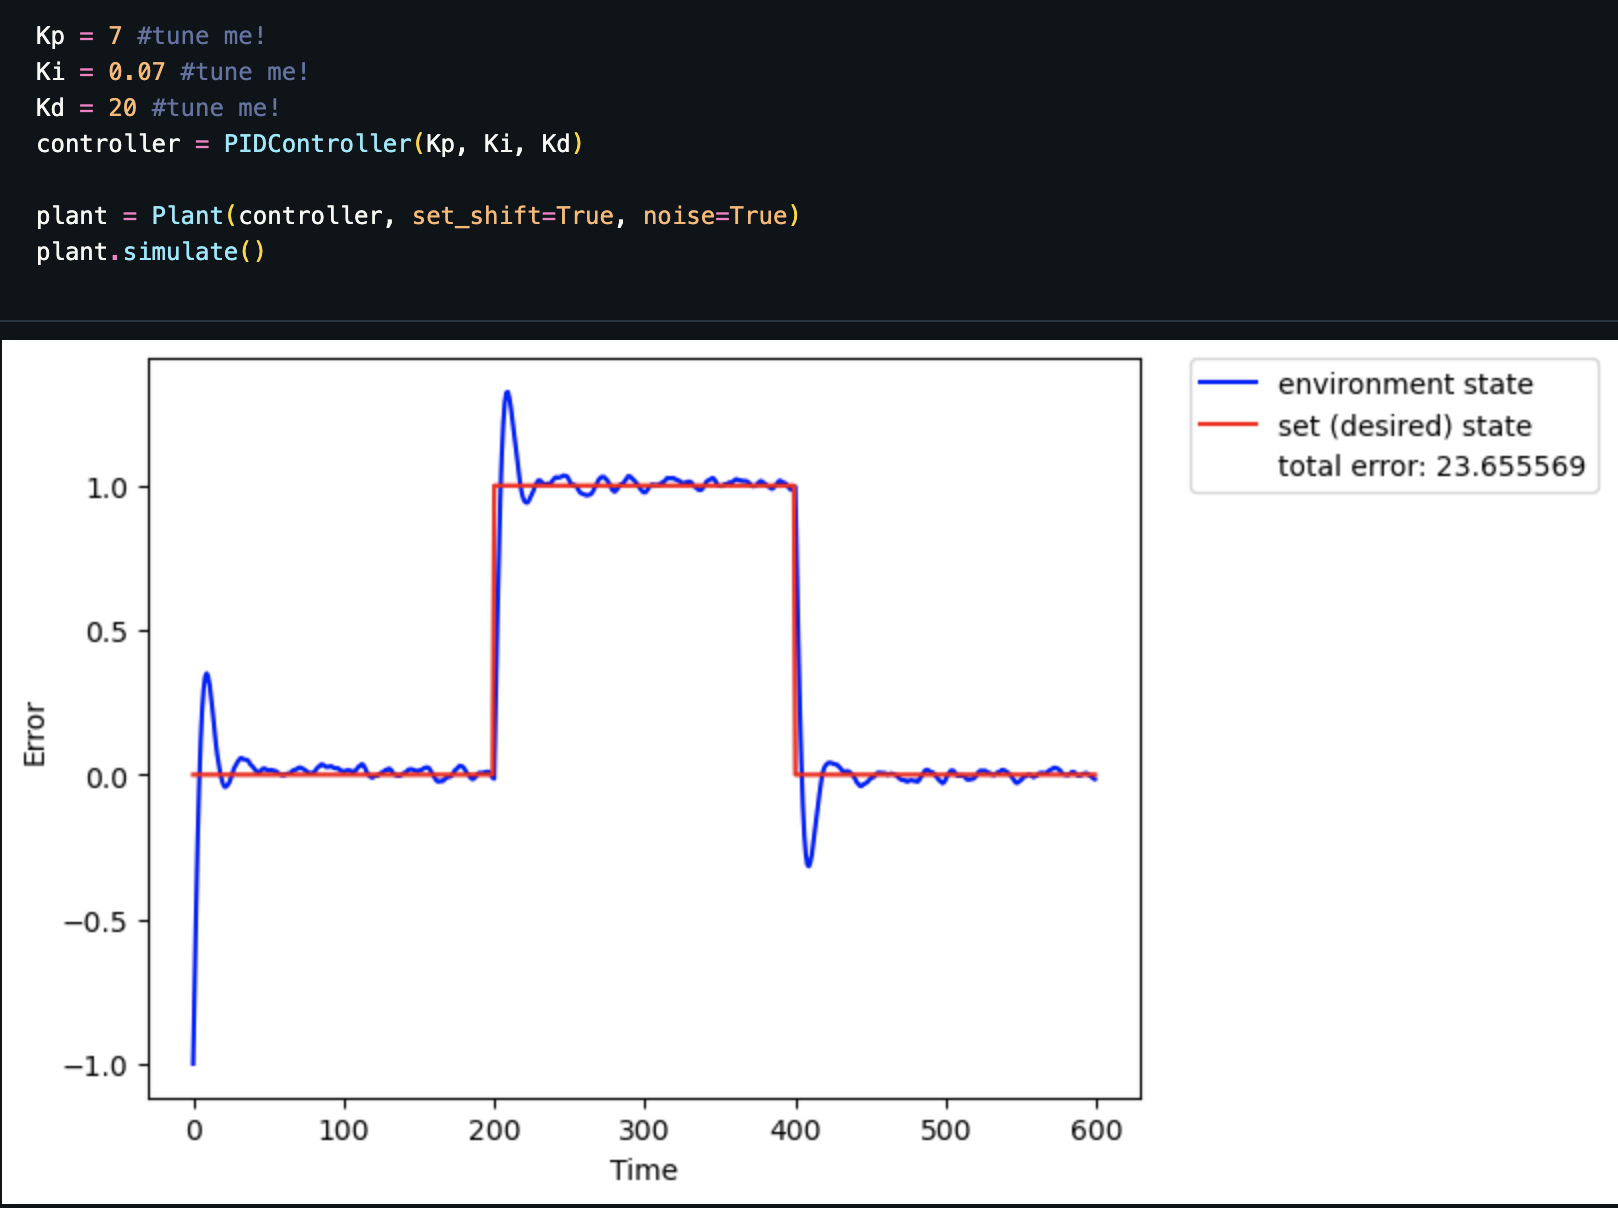 Kp = 7 #tune me!
Ki = 0.07 #tune me!
Kd = 20 #tune me!
controller = PIDController(Kp, Ki, Kd)
plant = Plant(controller, set_shift=True, noise=True)
plant.simulate()
environment state
set (desired) state
total error: 23.655569
1.0
0.5
0.0
−0.5
−1.0
Error
0 100 200 300 400 500 600
Time